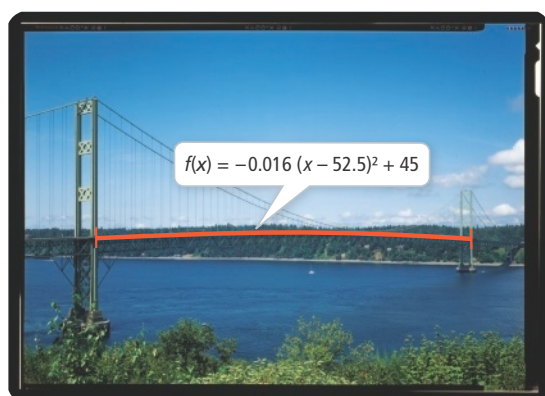 f(x) = −0.016 (x − 52.5)² + 45